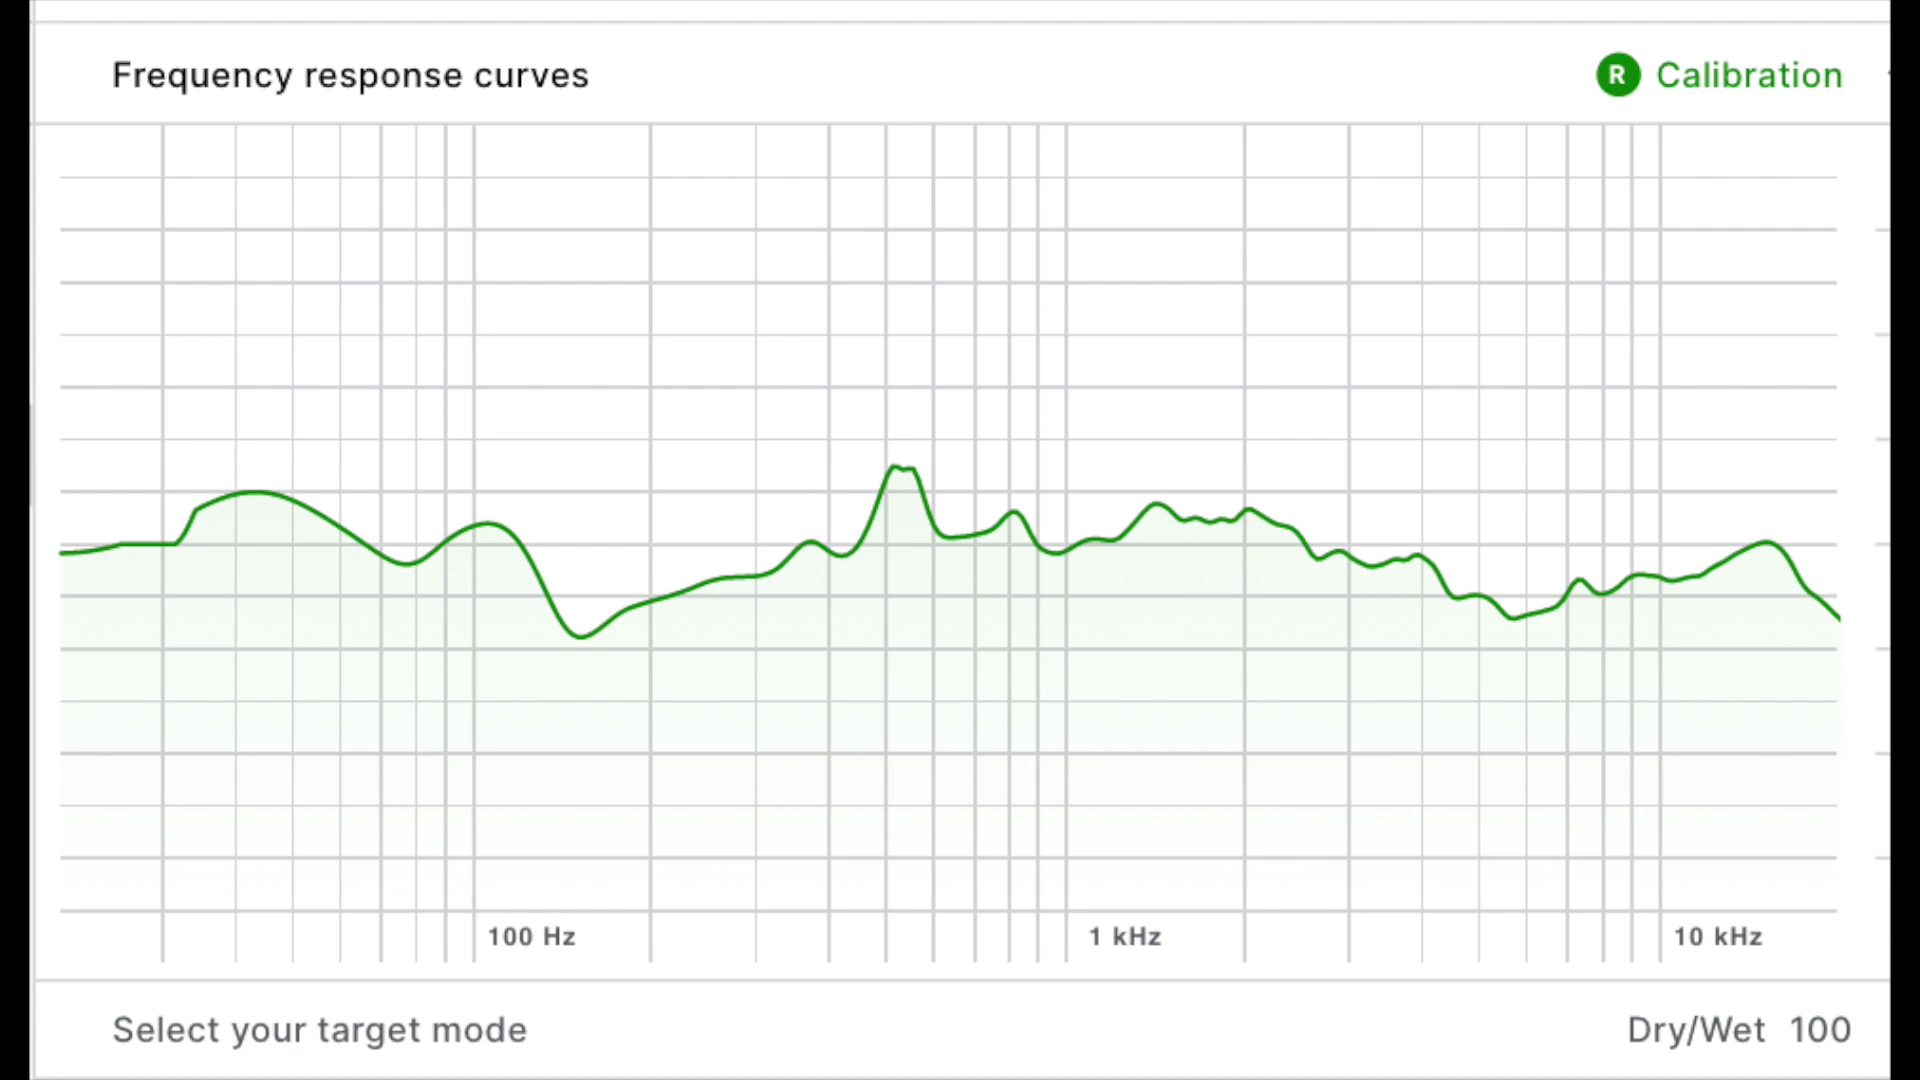 Frequency response curves
R Calibration
100 Hz
1 kHz
10 kHz
Select your target mode
Dry/Wet 100